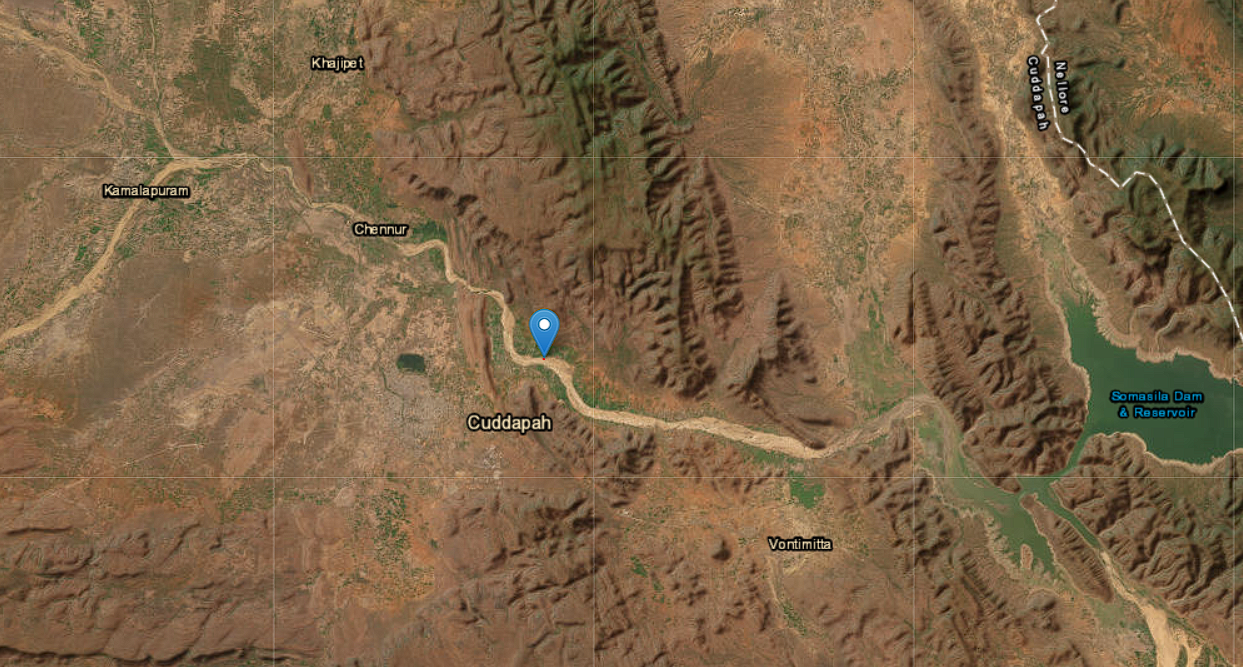 Khajipet
Nellore
Cuddapah
Kamalapuram
Chennur
Somasila Dam
& Reservoir
Cuddapah
Vontimitta